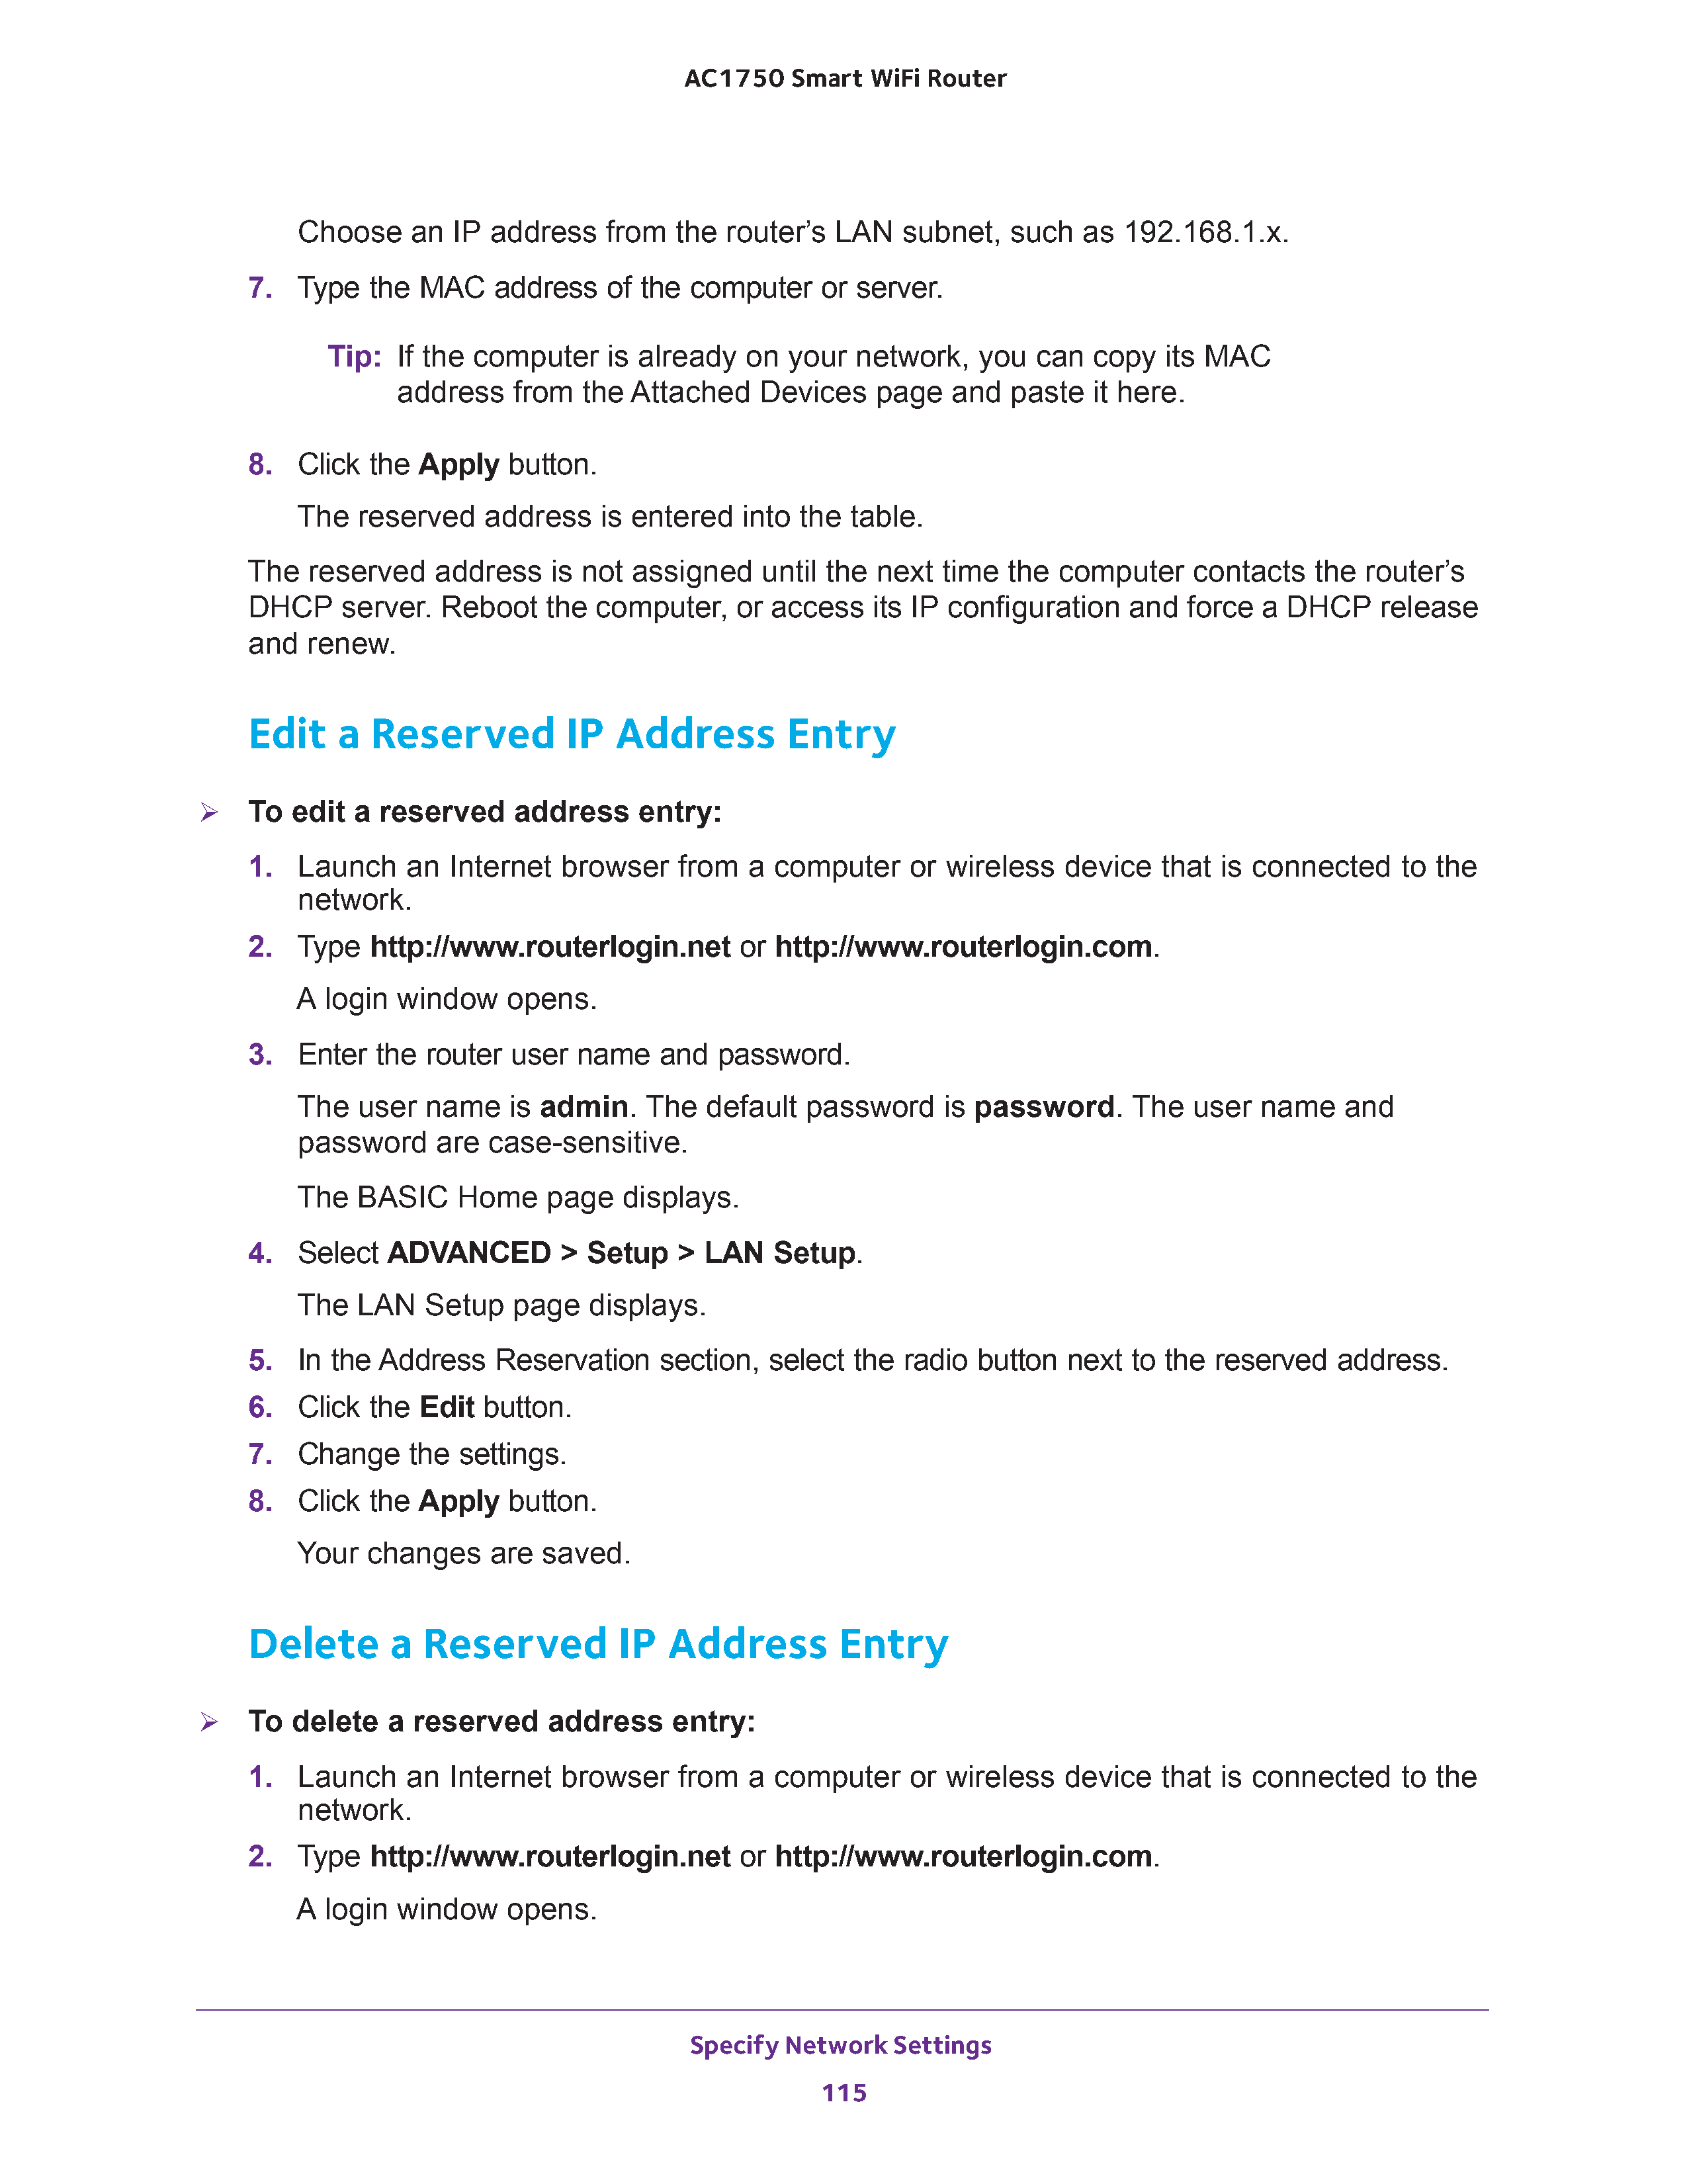 AC1750 Smart WiFi Router
Choose an IP address from the router’s LAN subnet, such as 192.168.1.x.
7. Type the MAC address of the computer or server.
Tip: If the computer is already on your network, you can copy its MAC
address from the Attached Devices page and paste it here.
8. Click the Apply button.
The reserved address is entered into the table.
The reserved address is not assigned until the next time the computer contacts the router’s
DHCP server. Reboot the computer, or access its IP configuration and force a DHCP release
and renew.
Edit a Reserved IP Address Entry
➢ To edit a reserved address entry:
1. Launch an Internet browser from a computer or wireless device that is connected to the
network.
2. Type http://www.routerlogin.net or http://www.routerlogin.com.
A login window opens.
3. Enter the router user name and password.
The user name is admin. The default password is password. The user name and
password are case-sensitive.
The BASIC Home page displays.
4. Select ADVANCED > Setup > LAN Setup.
The LAN Setup page displays.
5. In the Address Reservation section, select the radio button next to the reserved address.
6. Click the Edit button.
7. Change the settings.
8. Click the Apply button.
Your changes are saved.
Delete a Reserved IP Address Entry
➢ To delete a reserved address entry:
1. Launch an Internet browser from a computer or wireless device that is connected to the
network.
2. Type http://www.routerlogin.net or http://www.routerlogin.com.
A login window opens.
Specify Network Settings
115